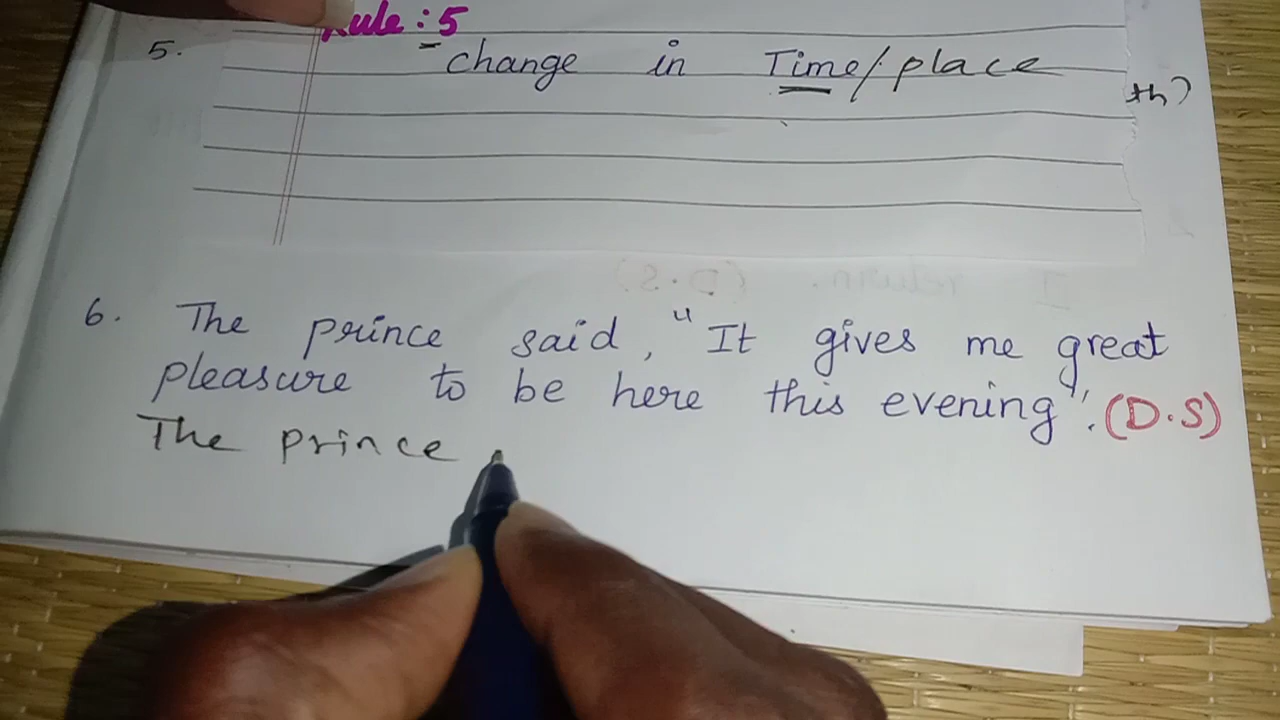 Rule: 5
5. change in Time/place
th)
6. The prince said, "It gives me great
pleasure to be here this evening". (D.S)
The prince